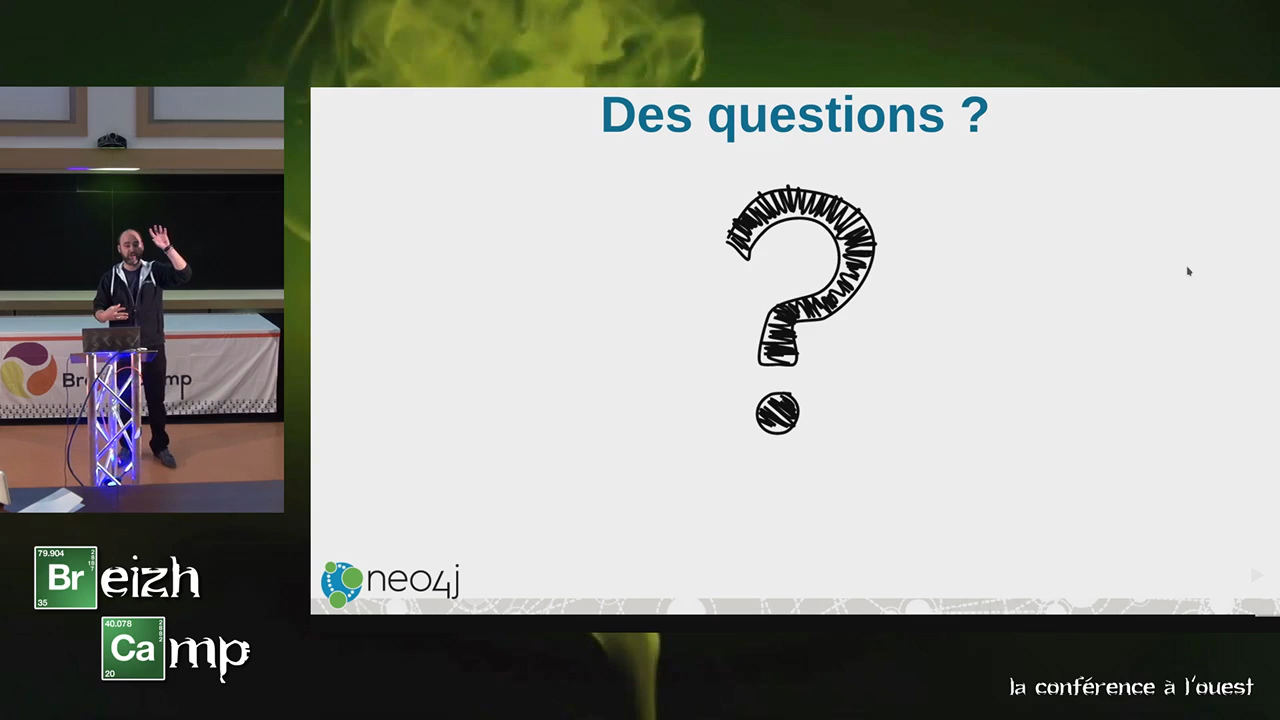 Des questions ?
neo4j
79.904
Br
35
eizh
40.078
Ca
20
mp
la conférence à l'ouest